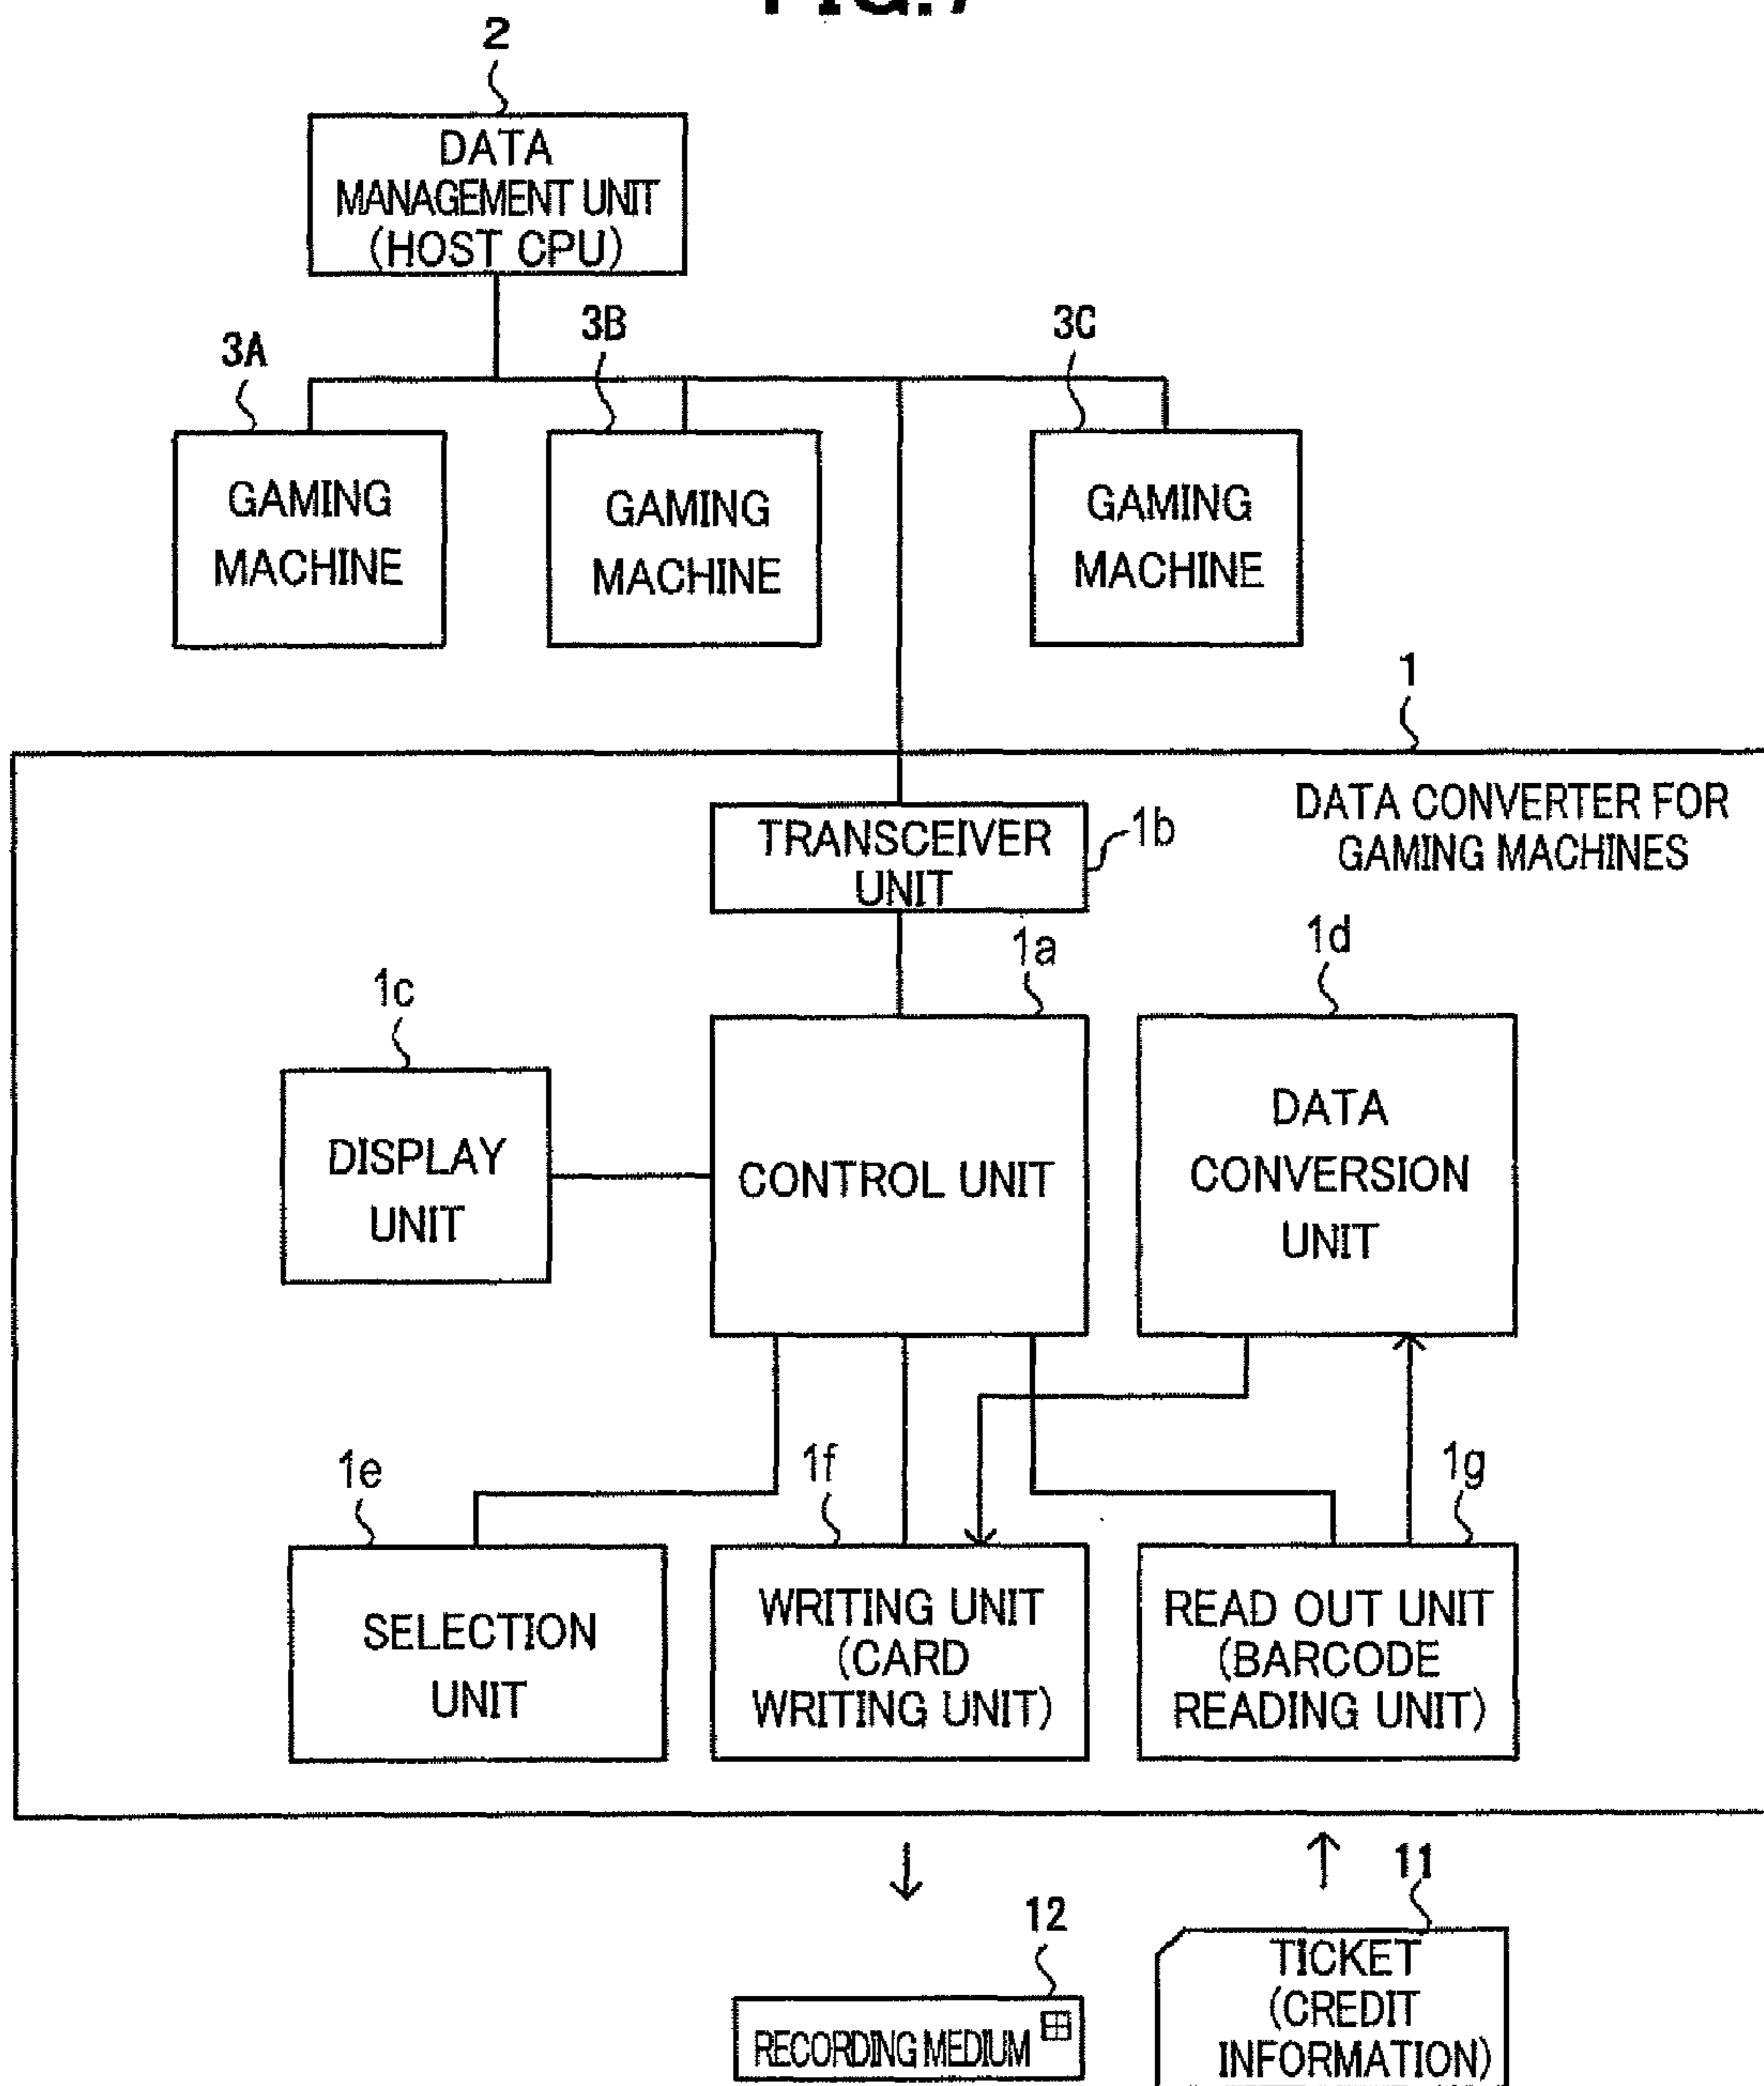 FIG.7
2
DATA
MANAGEMENT UNIT
(HOST CPU)
3A
3B
3C
GAMING
MACHINE
GAMING
MACHINE
GAMING
MACHINE
1
DATA CONVERTER FOR
GAMING MACHINES
TRANSCEIVER
UNIT
1b
1a
1d
1c
DISPLAY
UNIT
CONTROL UNIT
DATA
CONVERSION
UNIT
1e
1f
1g
SELECTION
UNIT
WRITING UNIT
(CARD
WRITING UNIT)
READ OUT UNIT
(BARCODE
READING UNIT)
11
12
RECORDING MEDIUM
TICKET
(CREDIT
INFORMATION)